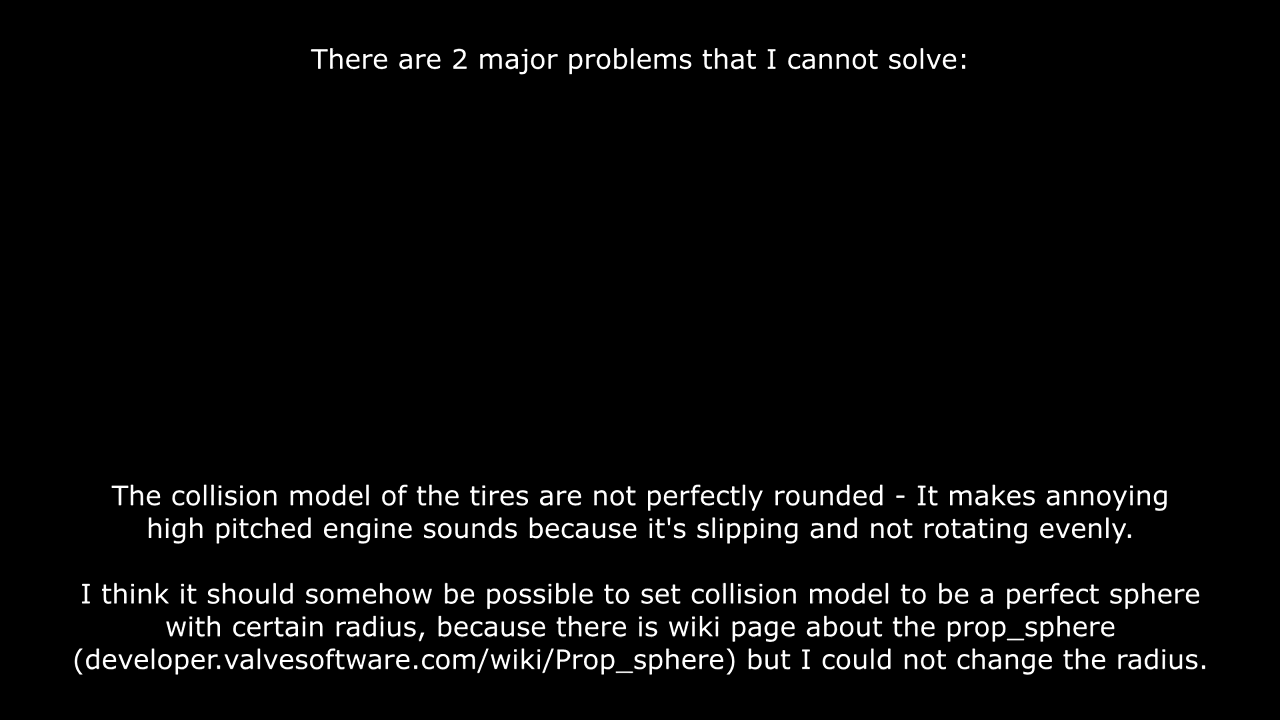 There are 2 major problems that I cannot solve:
The collision model of the tires are not perfectly rounded - It makes annoying
high pitched engine sounds because it's slipping and not rotating evenly.
I think it should somehow be possible to set collision model to be a perfect sphere
with certain radius, because there is wiki page about the prop_sphere
(developer.valvesoftware.com/wiki/Prop_sphere) but I could not change the radius.